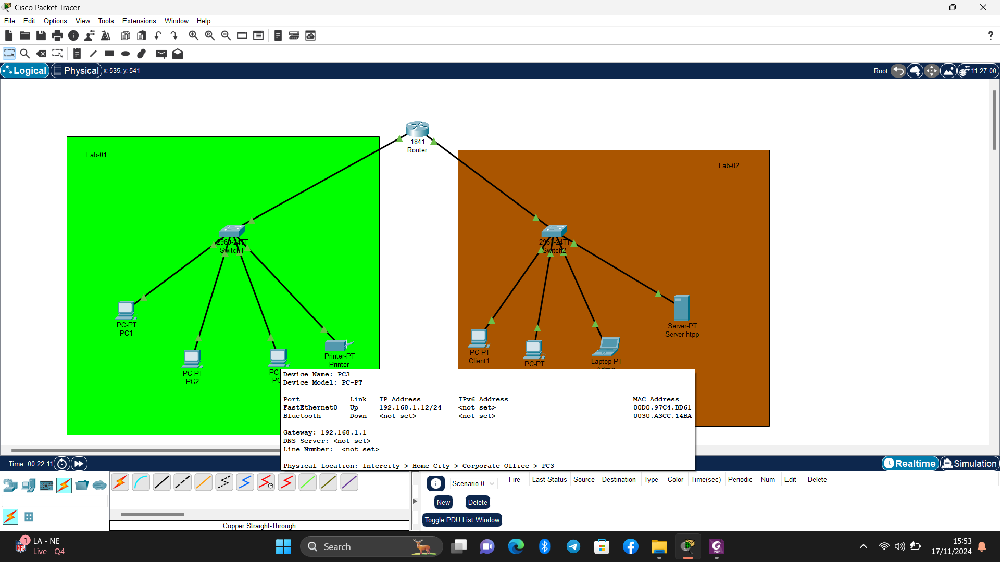 Cisco Packet Tracer
File Edit Options View Tools Extensions Window Help
?
Logical Physical x: 535, y: 541 Root 11:27:00
1841
Router
Lab-01
Lab-02
2960-24TT
Switch1
2960-24TT
Switch2
PC-PT
PC1
PC-PT
PC2
PC-
PC
Printer-PT
Printer
PC-PT
Client1
PC-PT
Laptop-PT
Admin
Server-PT
Server htpp
Device Name: PC3
Device Model: PC-PT
Port Link IP Address IPv6 Address MAC Address
FastEthernet0 Up 192.168.1.12/24 <not set> 00D0.97C4.BD61
Bluetooth Down <not set> <not set> 0030.A3CC.14BA
Gateway: 192.168.1.1
DNS Server: <not set>
Line Number: <not set>
Physical Location: Intercity > Home City > Corporate Office > PC3
Time: 00:22:11 Realtime Simulation
Scenario 0
New Delete
Toggle PDU List Window
Fire Last Status Source Destination Type Color Time(sec) Periodic Num Edit Delete
Copper Straight-Through
1
NFL
LA - NE
Live - Q4
Search
PDF
15:53
17/11/2024